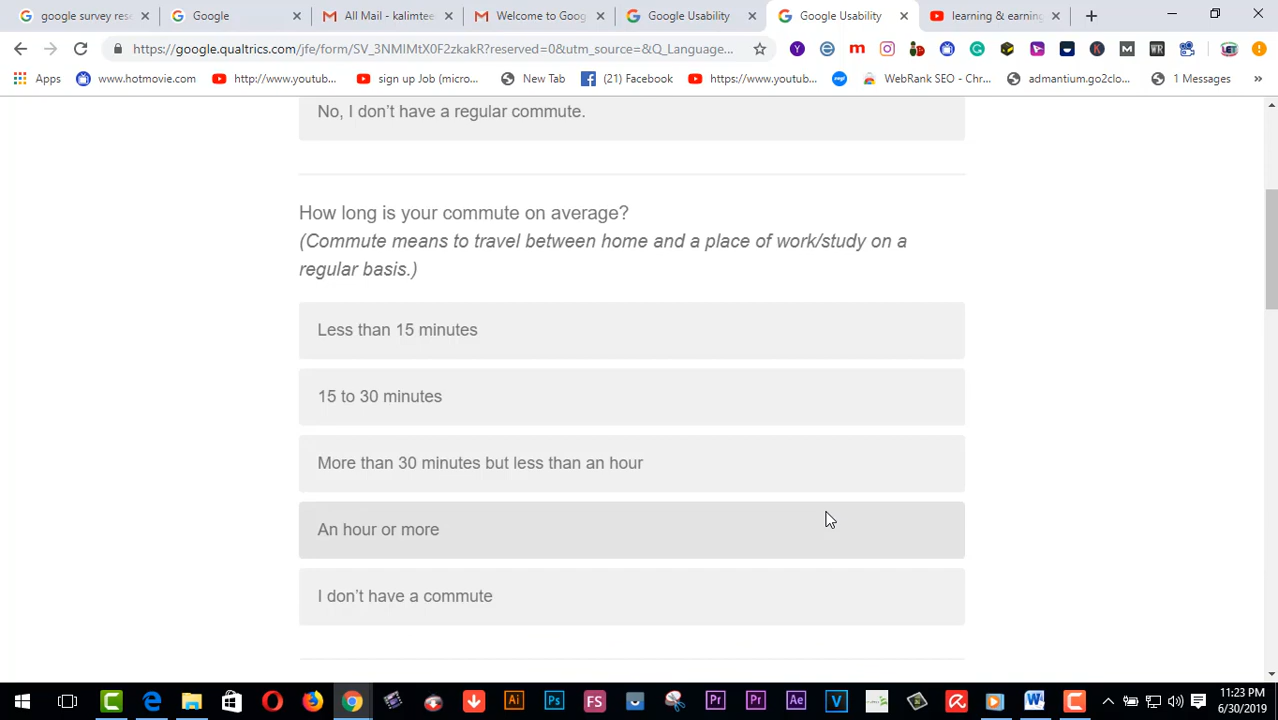 google survey rese
Google
All Mail - kalimtee
Welcome to Goog
Google Usability
Google Usability
learning & earning
https://google.qualtrics.com/jfe/form/SV_3NMIMtX0F2zkakR?reserved=0&utm_source=&Q_Language...
Apps
www.hotmovie.com
http://www.youtub...
sign up Job (micro...
New Tab
(21) Facebook
https://www.youtub...
WebRank SEO - Chr...
admantium.go2clo...
1 Messages
No, I don't have a regular commute.
How long is your commute on average?
(Commute means to travel between home and a place of work/study on a
regular basis.)
Less than 15 minutes
15 to 30 minutes
More than 30 minutes but less than an hour
An hour or more
I don't have a commute
11:23 PM
6/30/2019